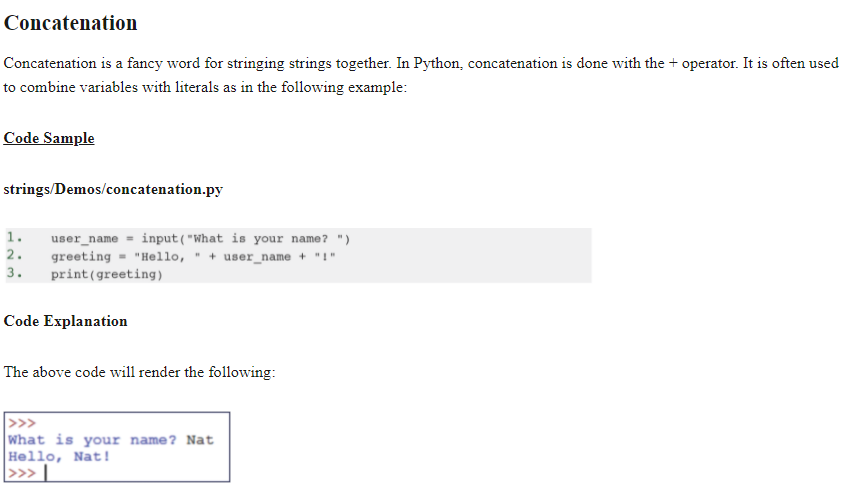 Concatenation
Concatenation is a fancy word for stringing strings together. In Python, concatenation is done with the + operator. It is often used
to combine variables with literals as in the following example:
Code Sample
strings/Demos/concatenation.py
1. user_name = input("What is your name? ")
2. greeting = "Hello, " + user_name + "!"
3. print(greeting)
Code Explanation
The above code will render the following:
>>>
What is your name? Nat
Hello, Nat!
>>>